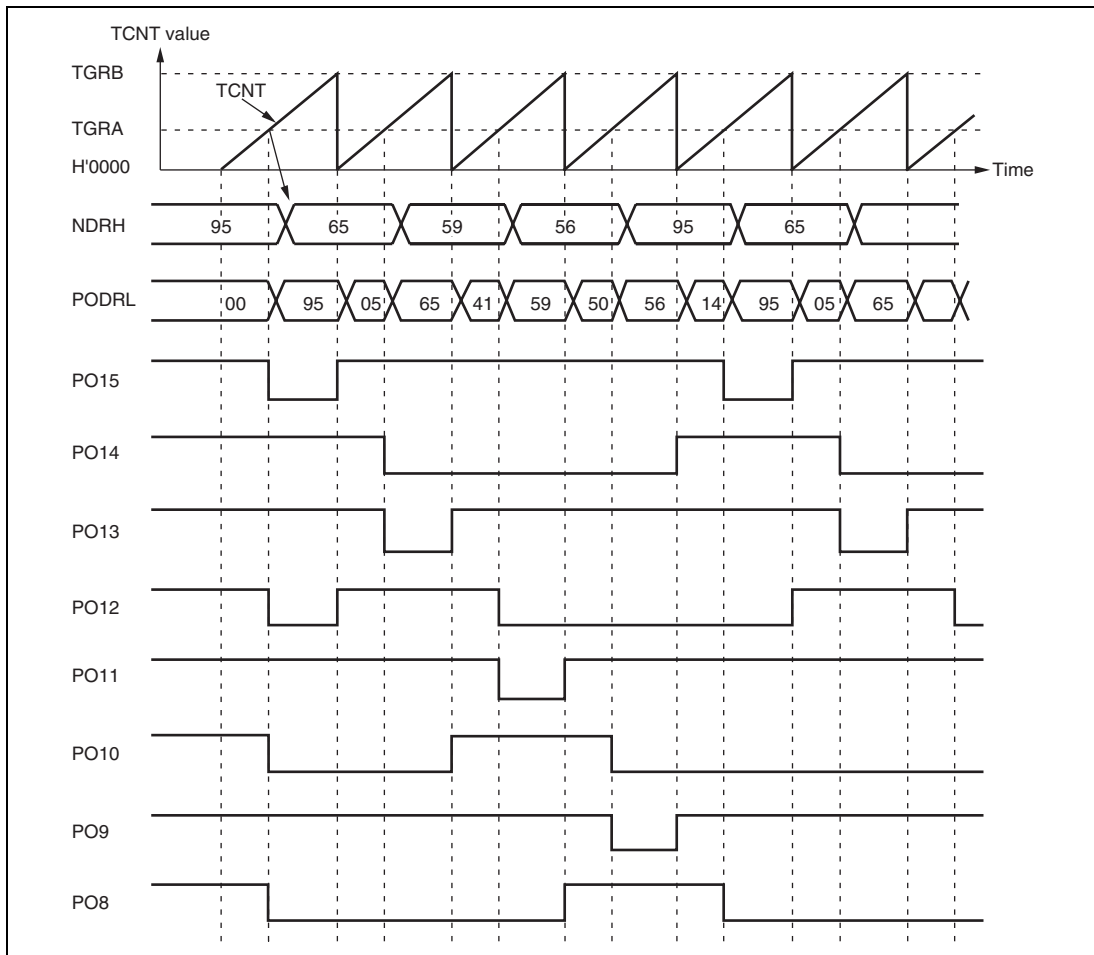 TCNT value
TGRB
TCNT
TGRA
H'0000
Time
NDRH 95 65 59 56 95 65
PODRL 00 95 05 65 41 59 50 56 14 95 05 65
PO15
PO14
PO13
PO12
PO11
PO10
PO9
PO8